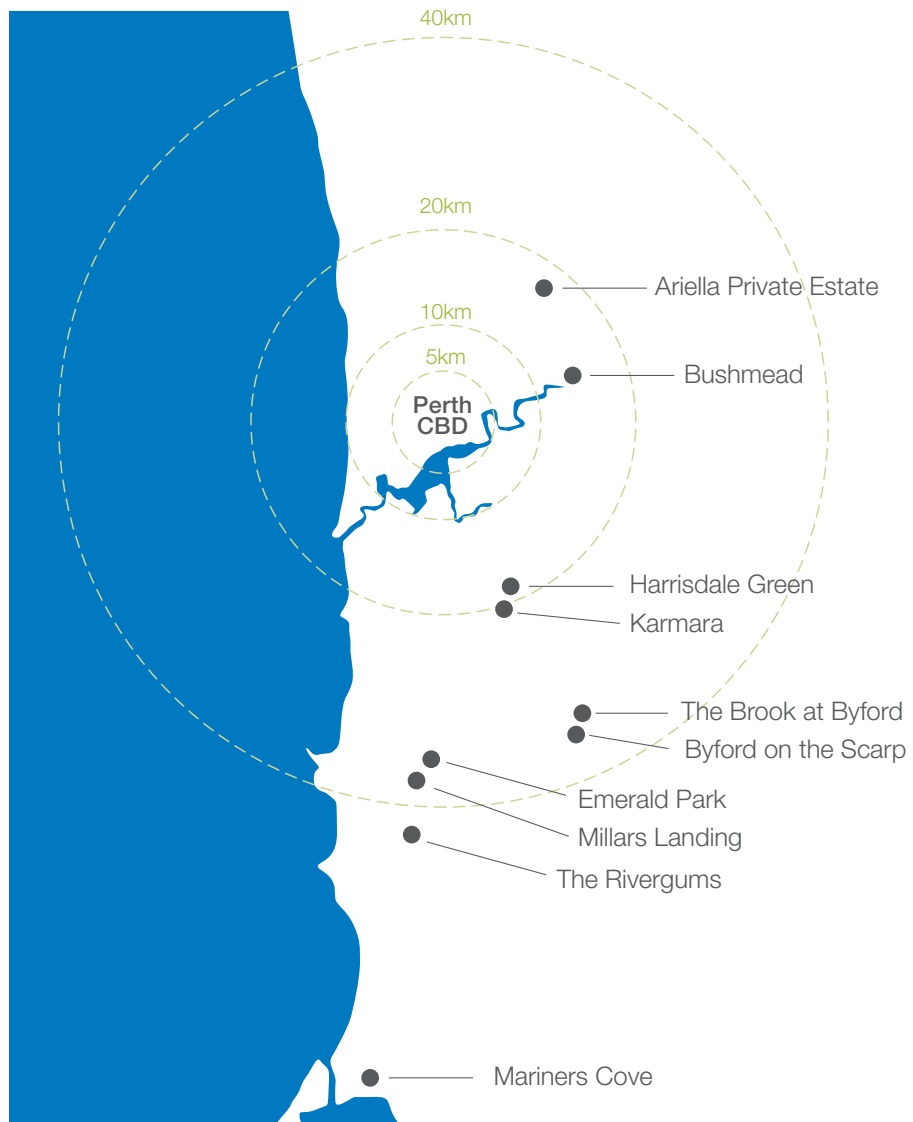 40km
20km
Ariella Private Estate
10km
5km
Bushmead
Perth
CBD
Harrisdale Green
Karmara
The Brook at Byford
Byford on the Scarp
Emerald Park
Millars Landing
The Rivergums
Mariners Cove